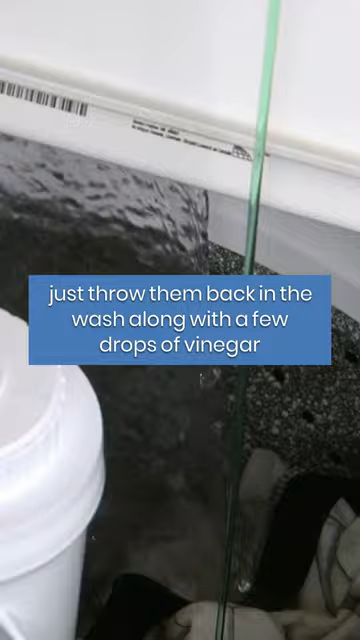 just throw them back in the
wash along with a few
drops of vinegar